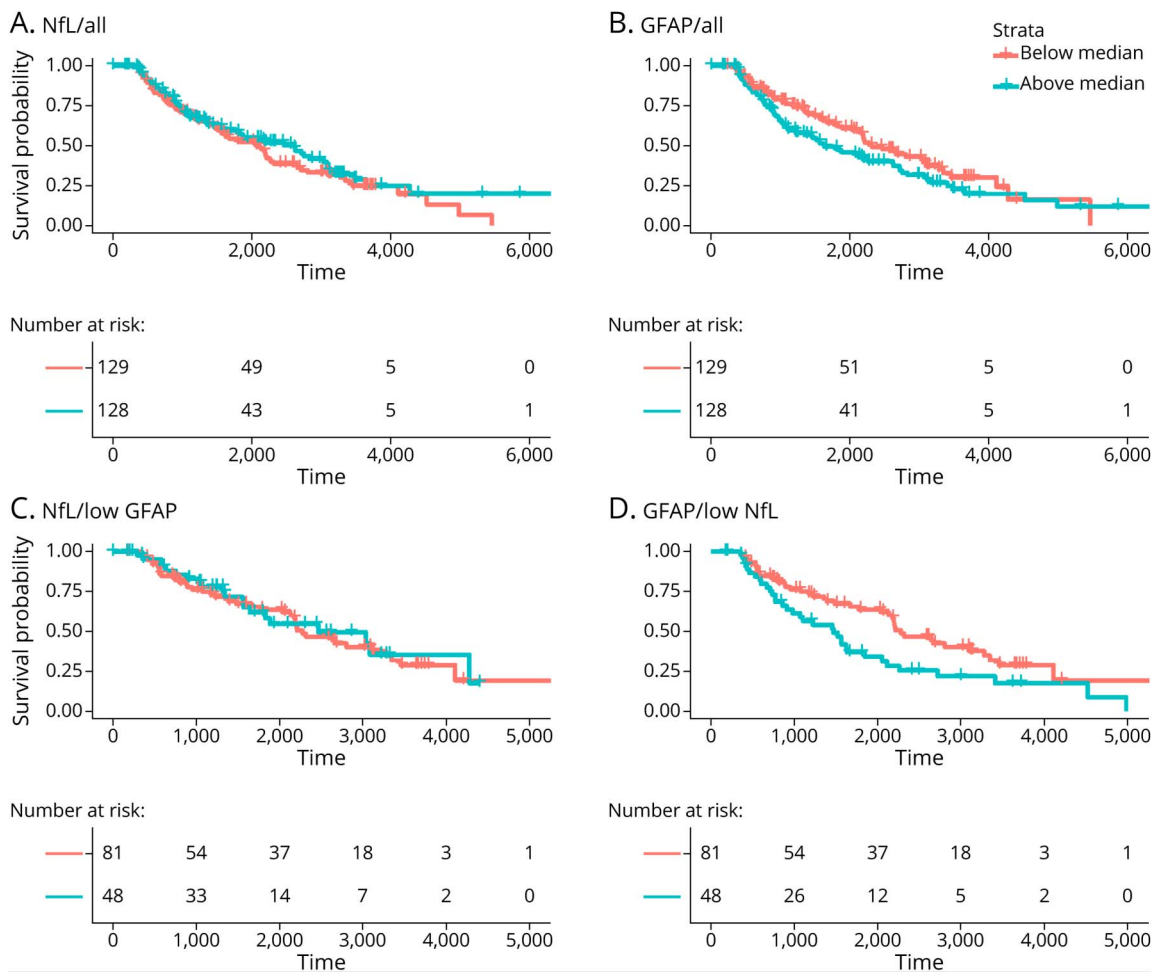 A. NfL/all
Survival probability
1.00
0.75
0.50
0.25
0.00
0 2,000 4,000 6,000
Time
Number at risk:
129 49 5 0
128 43 5 1
0 2,000 4,000 6,000
Time
B. GFAP/all
Strata
Below median
Above median
1.00
0.75
0.50
0.25
0.00
0 2,000 4,000 6,000
Time
Number at risk:
129 51 5 0
128 41 5 1
0 2,000 4,000 6,000
Time
C. NfL/low GFAP
Survival probability
1.00
0.75
0.50
0.25
0.00
0 1,000 2,000 3,000 4,000 5,000
Time
Number at risk:
81 54 37 18 3 1
48 33 14 7 2 0
0 1,000 2,000 3,000 4,000 5,000
Time
D. GFAP/low NfL
1.00
0.75
0.50
0.25
0.00
0 1,000 2,000 3,000 4,000 5,000
Time
Number at risk:
81 54 37 18 3 1
48 26 12 5 2 0
0 1,000 2,000 3,000 4,000 5,000
Time